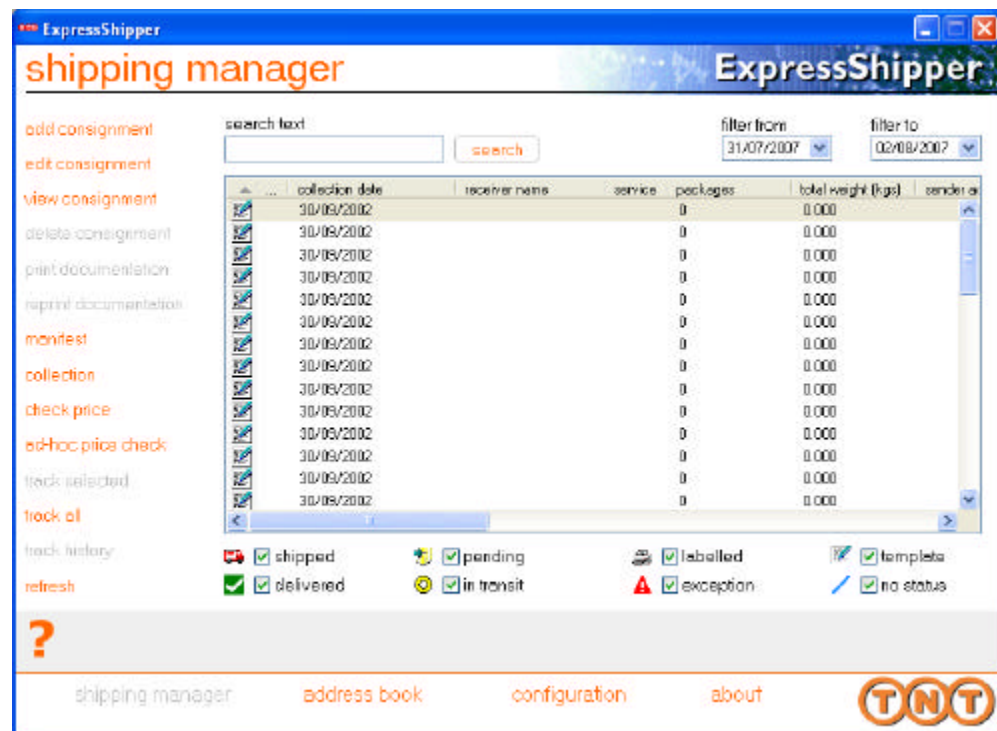 TNT ExpressShipper
shipping manager
ExpressShipper
add consignment
edit consignment
view consignment
delete consignment
print documentation
reprint documentation
manifest
collection
check price
ad-hoc price check
track selected
track all
track history
refresh
search text
search
filter from
31/07/2007
filter to
02/08/2007
... collection date receiver name service packages total weight (kgs) sender a
30/09/2002 0 0.000
30/09/2002 0 0.000
30/09/2002 0 0.000
30/09/2002 0 0.000
30/09/2002 0 0.000
30/09/2002 0 0.000
30/09/2002 0 0.000
30/09/2002 0 0.000
30/09/2002 0 0.000
30/09/2002 0 0.000
30/09/2002 0 0.000
30/09/2002 0 0.000
30/09/2002 0 0.000
30/09/2002 0 0.000
shipped pending labelled template
delivered in transit exception no status
?
shipping manager address book configuration about
TNT